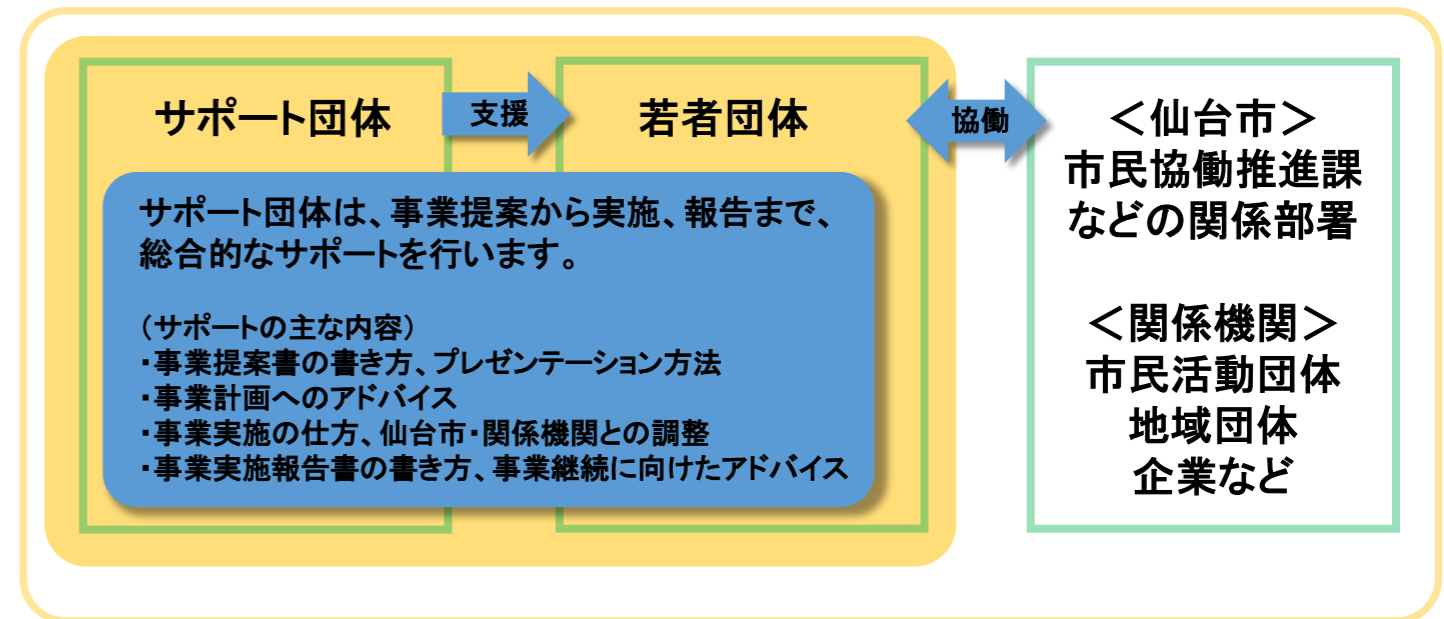 サポート団体
支援
若者団体
協働
サポート団体は、事業提案から実施、報告まで、
総合的なサポートを行います。
（サポートの主な内容）
・事業提案書の書き方、プレゼンテーション方法
・事業計画へのアドバイス
・事業実施の仕方、仙台市・関係機関との調整
・事業実施報告書の書き方、事業継続に向けたアドバイス
＜仙台市＞
市民協働推進課
などの関係部署
＜関係機関＞
市民活動団体
地域団体
企業など